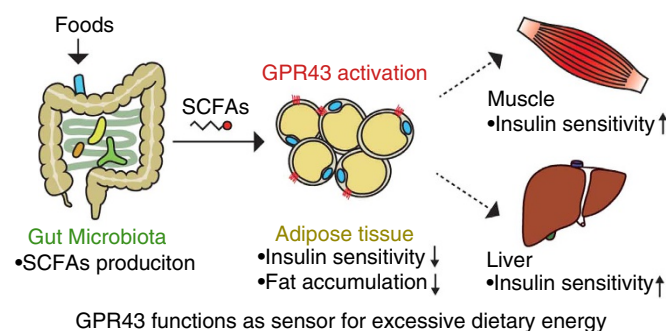 Foods
SCFAs
GPR43 activation
Gut Microbiota
•SCFAs produciton
Adipose tissue
•Insulin sensitivity↓
•Fat accumulation↓
Muscle
•Insulin sensitivity↑
Liver
•Insulin sensitivity↑
GPR43 functions as sensor for excessive dietary energy